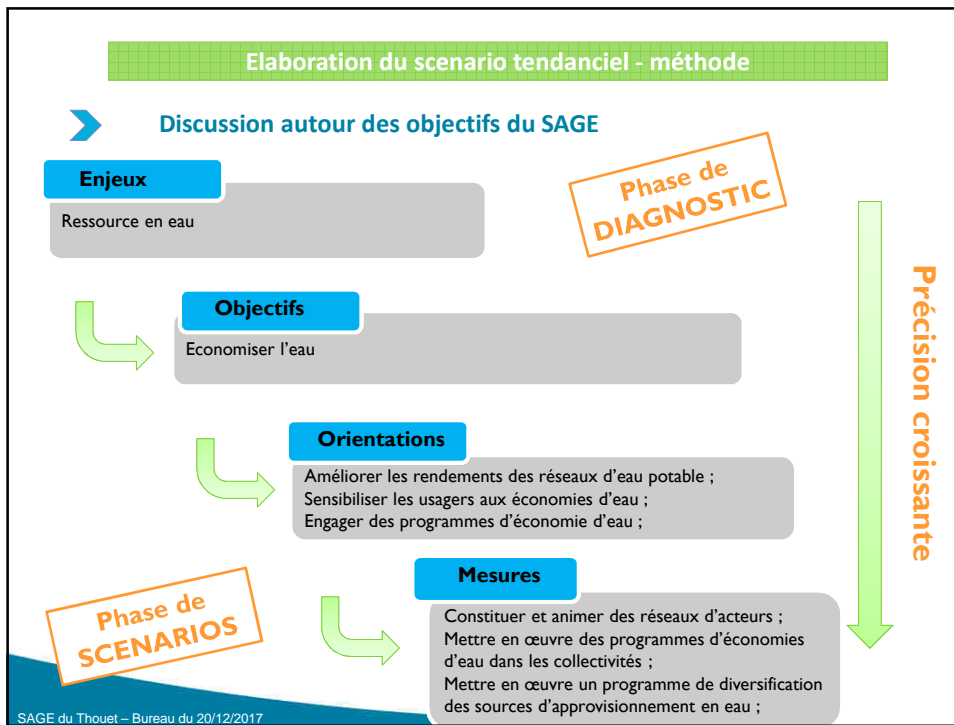 Elaboration du scenario tendanciel - méthode
Discussion autour des objectifs du SAGE
Enjeux
Ressource en eau
Phase de
DIAGNOSTIC
Objectifs
Economiser l’eau
Orientations
Améliorer les rendements des réseaux d’eau potable ;
Sensibiliser les usagers aux économies d’eau ;
Engager des programmes d’économie d’eau ;
Mesures
Constituer et animer des réseaux d’acteurs ;
Mettre en œuvre des programmes d’économies
d’eau dans les collectivités ;
Mettre en œuvre un programme de diversification
des sources d’approvisionnement en eau ;
Phase de
SCENARIOS
Précision croissante
SAGE du Thouet – Bureau du 20/12/2017